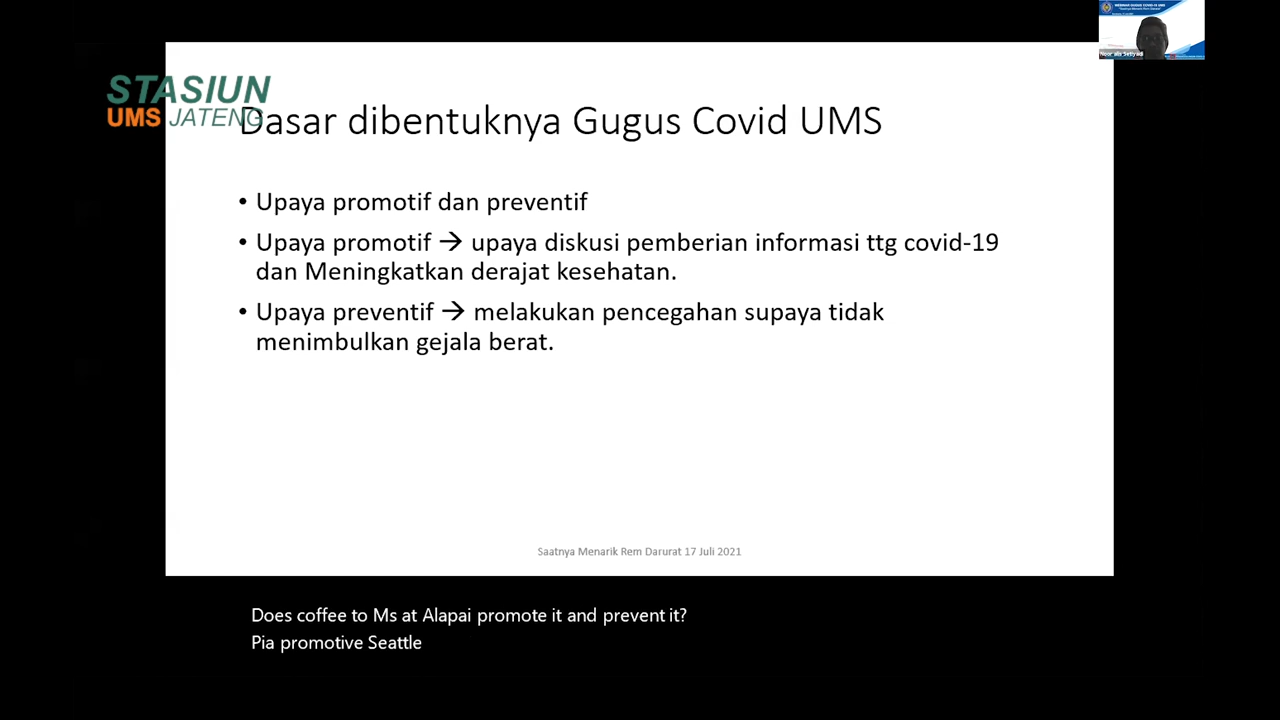 STASIUN
UMS JATENG
Dasar dibentuknya Gugus Covid UMS
• Upaya promotif dan preventif
• Upaya promotif → upaya diskusi pemberian informasi ttg covid-19
dan Meningkatkan derajat kesehatan.
• Upaya preventif → melakukan pencegahan supaya tidak
menimbulkan gejala berat.
Saatnya Menarik Rem Darurat 17 Juli 2021
Does coffee to Ms at Alapai promote it and prevent it?
Pia promotive Seattle